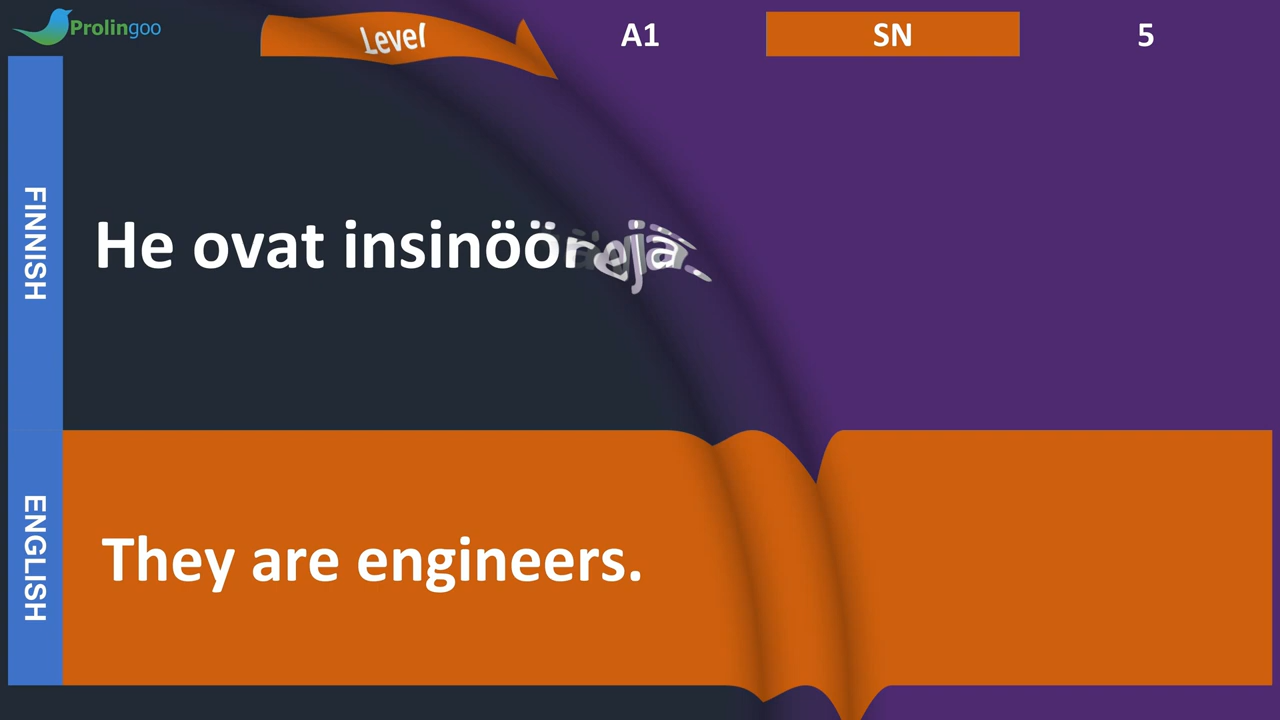 Prolingoo
Level
A1
SN
5
FINNISH
He ovat insinöörejä.
ENGLISH
They are engineers.